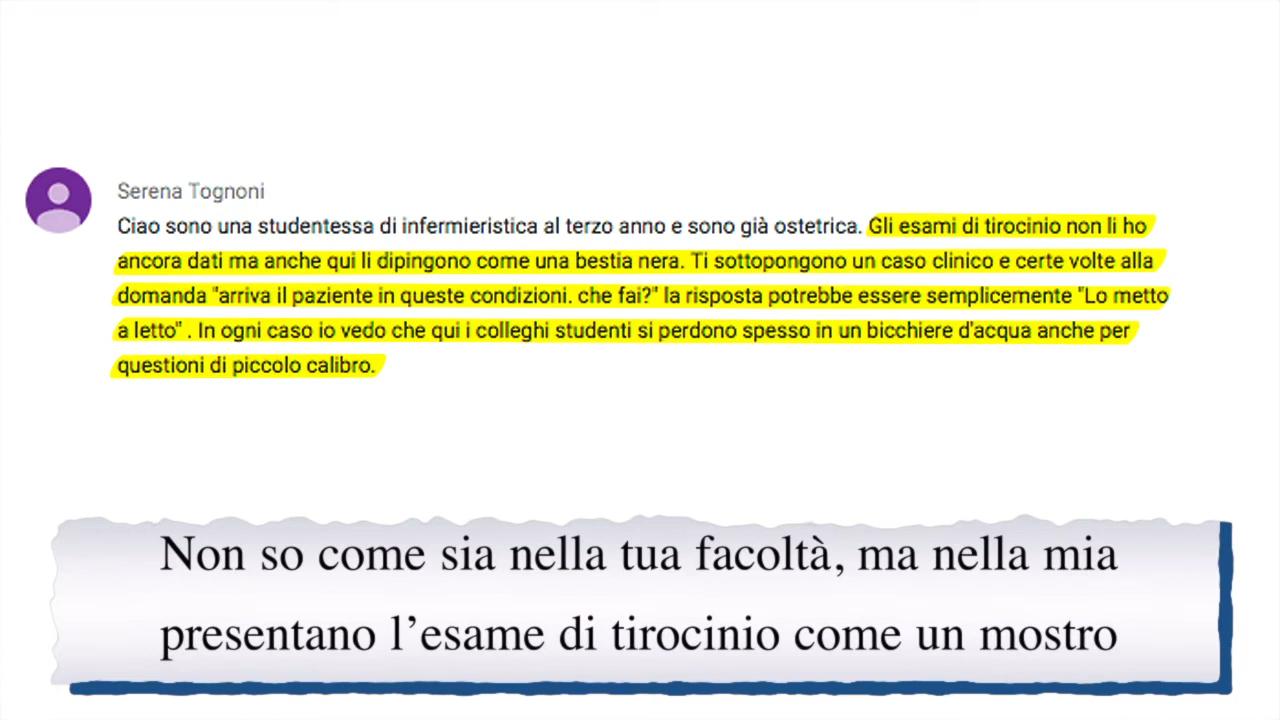 Serena Tognoni
Ciao sono una studentessa di infermieristica al terzo anno e sono già ostetrica. Gli esami di tirocinio non li ho
ancora dati ma anche qui li dipingono come una bestia nera. Ti sottopongono un caso clinico e certe volte alla
domanda "arriva il paziente in queste condizioni. che fai?" la risposta potrebbe essere semplicemente "Lo metto
a letto" . In ogni caso io vedo che qui i colleghi studenti si perdono spesso in un bicchiere d'acqua anche per
questioni di piccolo calibro.
Non so come sia nella tua facoltà, ma nella mia
presentano l’esame di tirocinio come un mostro